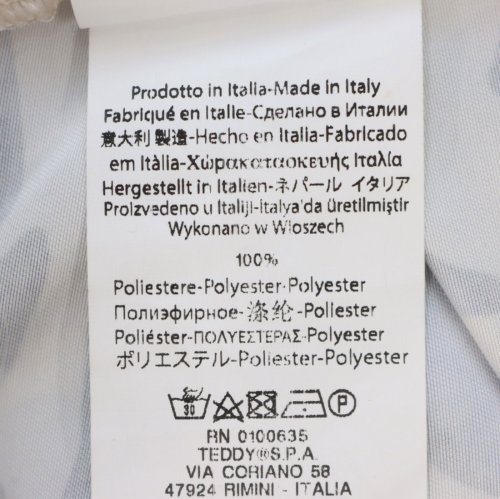 Prodotto in Italia-Made in Italy
Fabriqué en Italie-Сделано в Италии
意大利 製造-Hecho en Italia-Fabricado
em Itàlia-Χώρακατασκευής Ιταλία
Hergestellt in Italien-ネパール イタリア
Proizvedeno u Italiji-italya'da üretilmiştir
Wykonano w Wloszech
100%
Poliestere-Polyester-Polyester
Полиэфирное-涤纶-Poliester
Poliéster-ΠΟΛΥΕΣΤΕΡΑΣ-Polyester
ポリエステル-Poliester-Polyester
30 P
RN 0100635
TEDDY®S.P.A.
VIA CORIANO 58
47924 RIMINI - ITALIA